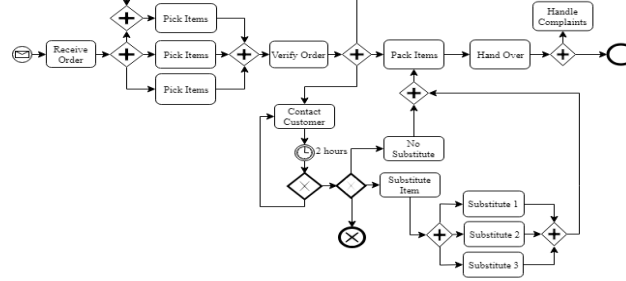 Handle
Complaints
Pick Items
Receive
Order
Pick Items
Verify Order
Pack Items
Hand Over
Pick Items
Contact
Customer
2 hours
No
Substitute
Substitute
Item
Substitute 1
Substitute 2
Substitute 3